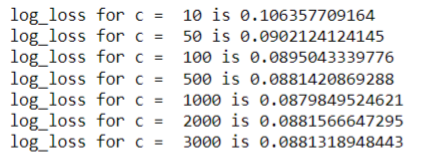 log_loss for c =  10 is 0.106357709164
log_loss for c =  50 is 0.0902124124145
log_loss for c =  100 is 0.0895043339776
log_loss for c =  500 is 0.0881420869288
log_loss for c =  1000 is 0.0879849524621
log_loss for c =  2000 is 0.0881566647295
log_loss for c =  3000 is 0.0881318948443